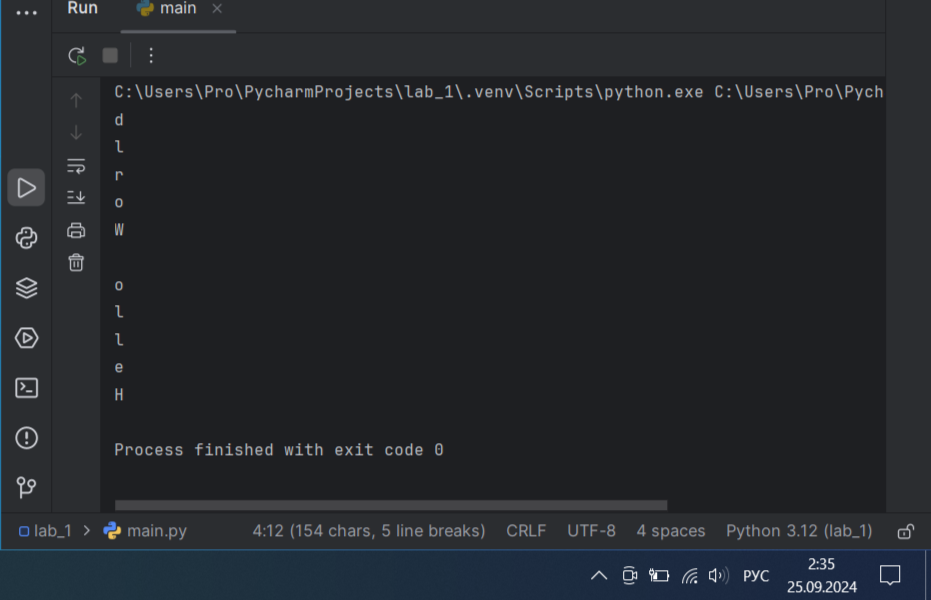 Run main
C:\Users\Pro\PycharmProjects\lab_1\.venv\Scripts\python.exe C:\Users\Pro\Pych
d
l
r
o
W
o
l
l
e
H
Process finished with exit code 0
lab_1 > main.py 4:12 (154 chars, 5 line breaks) CRLF UTF-8 4 spaces Python 3.12 (lab_1)
РУС
2:35
25.09.2024